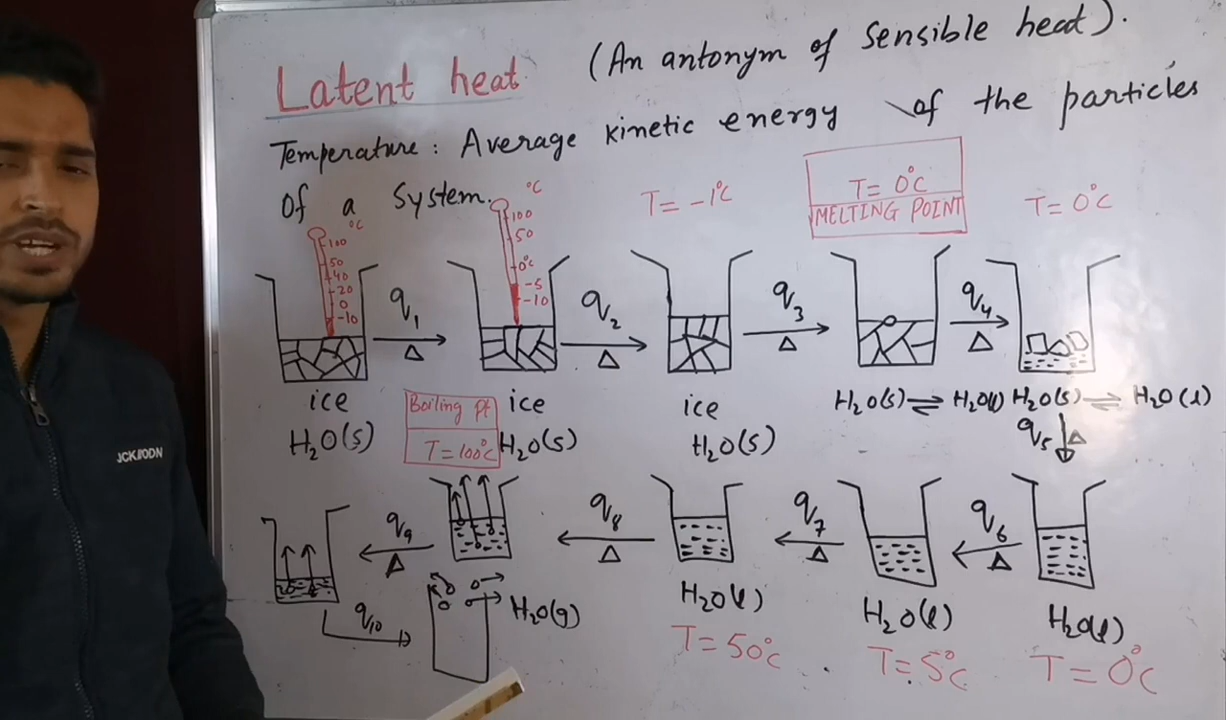 Latent heat (An antonym of sensible heat).
Temperature: Average kinetic energy of the particles
of a system.
°C
100
50
40
20
0
-10
°C
100
50
0°c
-5
-10
T = -1°C
T = 0°C
MELTING POINT
T = 0°C
q1
Δ
q2
Δ
q3
Δ
q4
Δ
ice
H2O(s)
ice
H2O(s)
ice
H2O(s)
H2O(s) ⇌ H2O(l)
H2O(s) ⇌ H2O(l)
q5 Δ
Boiling pt
T = 100°C
q9
Δ
q8
Δ
q7
Δ
q6
Δ
q10
H2O(g)
H2O(l)
T = 50°C
H2O(l)
T = 5°C
H2O(l)
T = 0°C
JCK/ODN